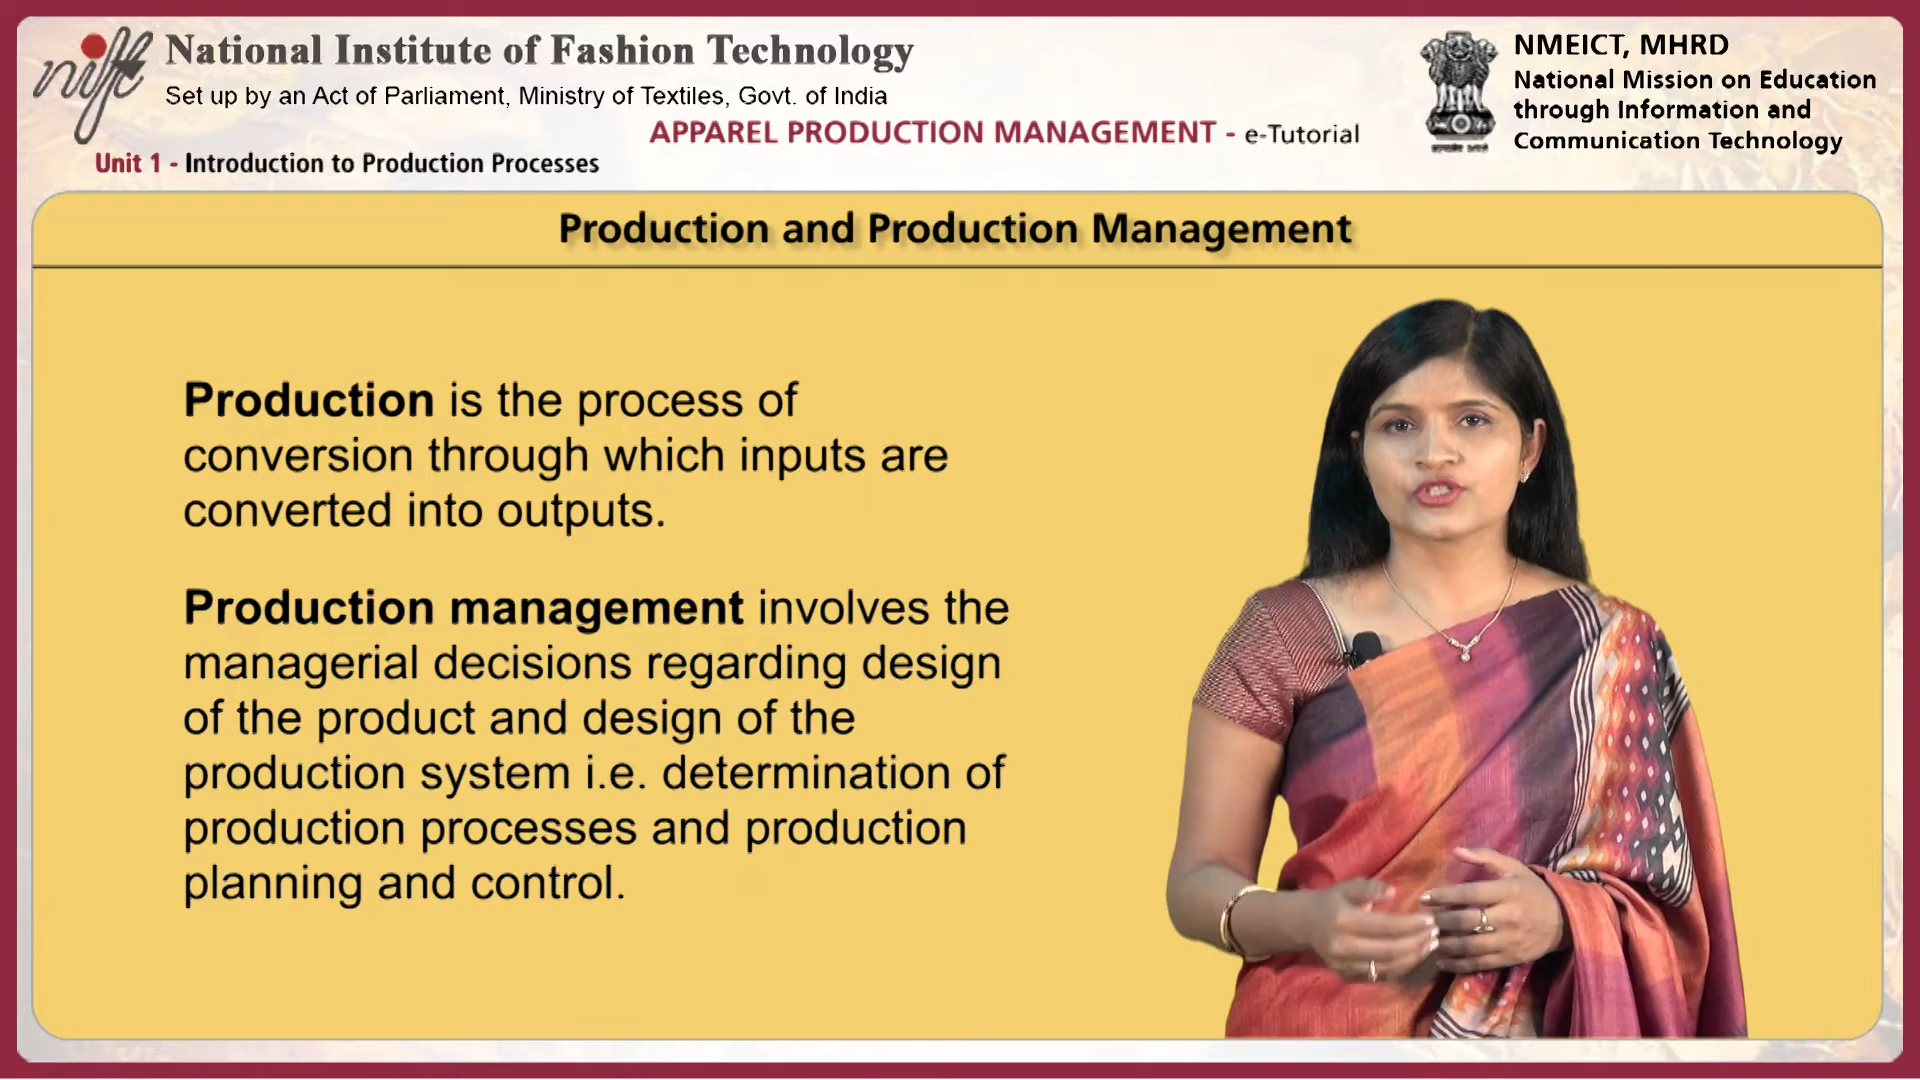 nift
National Institute of Fashion Technology
Set up by an Act of Parliament, Ministry of Textiles, Govt. of India
APPAREL PRODUCTION MANAGEMENT - e-Tutorial
Unit 1 - Introduction to Production Processes
NMEICT, MHRD
National Mission on Education
through Information and
Communication Technology
Production and Production Management
Production is the process of
conversion through which inputs are
converted into outputs.
Production management involves the
managerial decisions regarding design
of the product and design of the
production system i.e. determination of
production processes and production
planning and control.